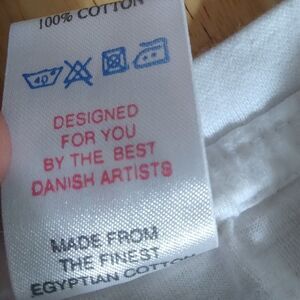 100% COTTON
40°
DESIGNED
FOR YOU
BY THE BEST
DANISH ARTISTS
MADE FROM
THE FINEST
EGYPTIAN COTTON